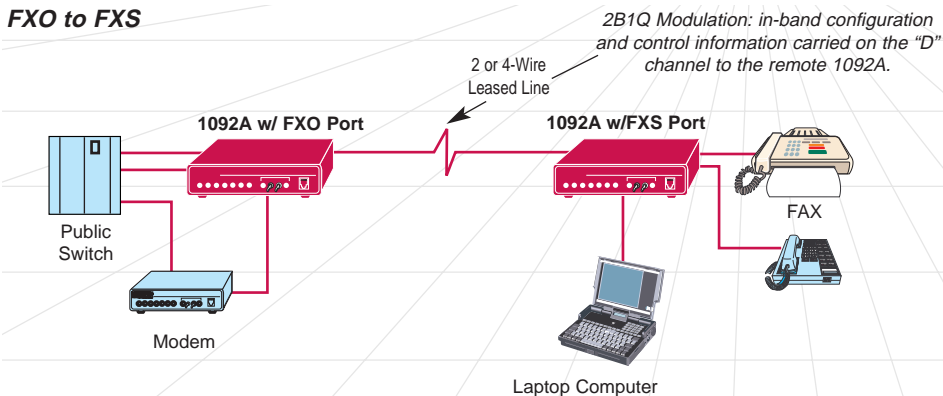 FXO to FXS
2B1Q Modulation: in-band configuration
and control information carried on the “D”
channel to the remote 1092A.
2 or 4-Wire
Leased Line
1092A w/ FXO Port
1092A w/FXS Port
Public
Switch
FAX
Modem
Laptop Computer